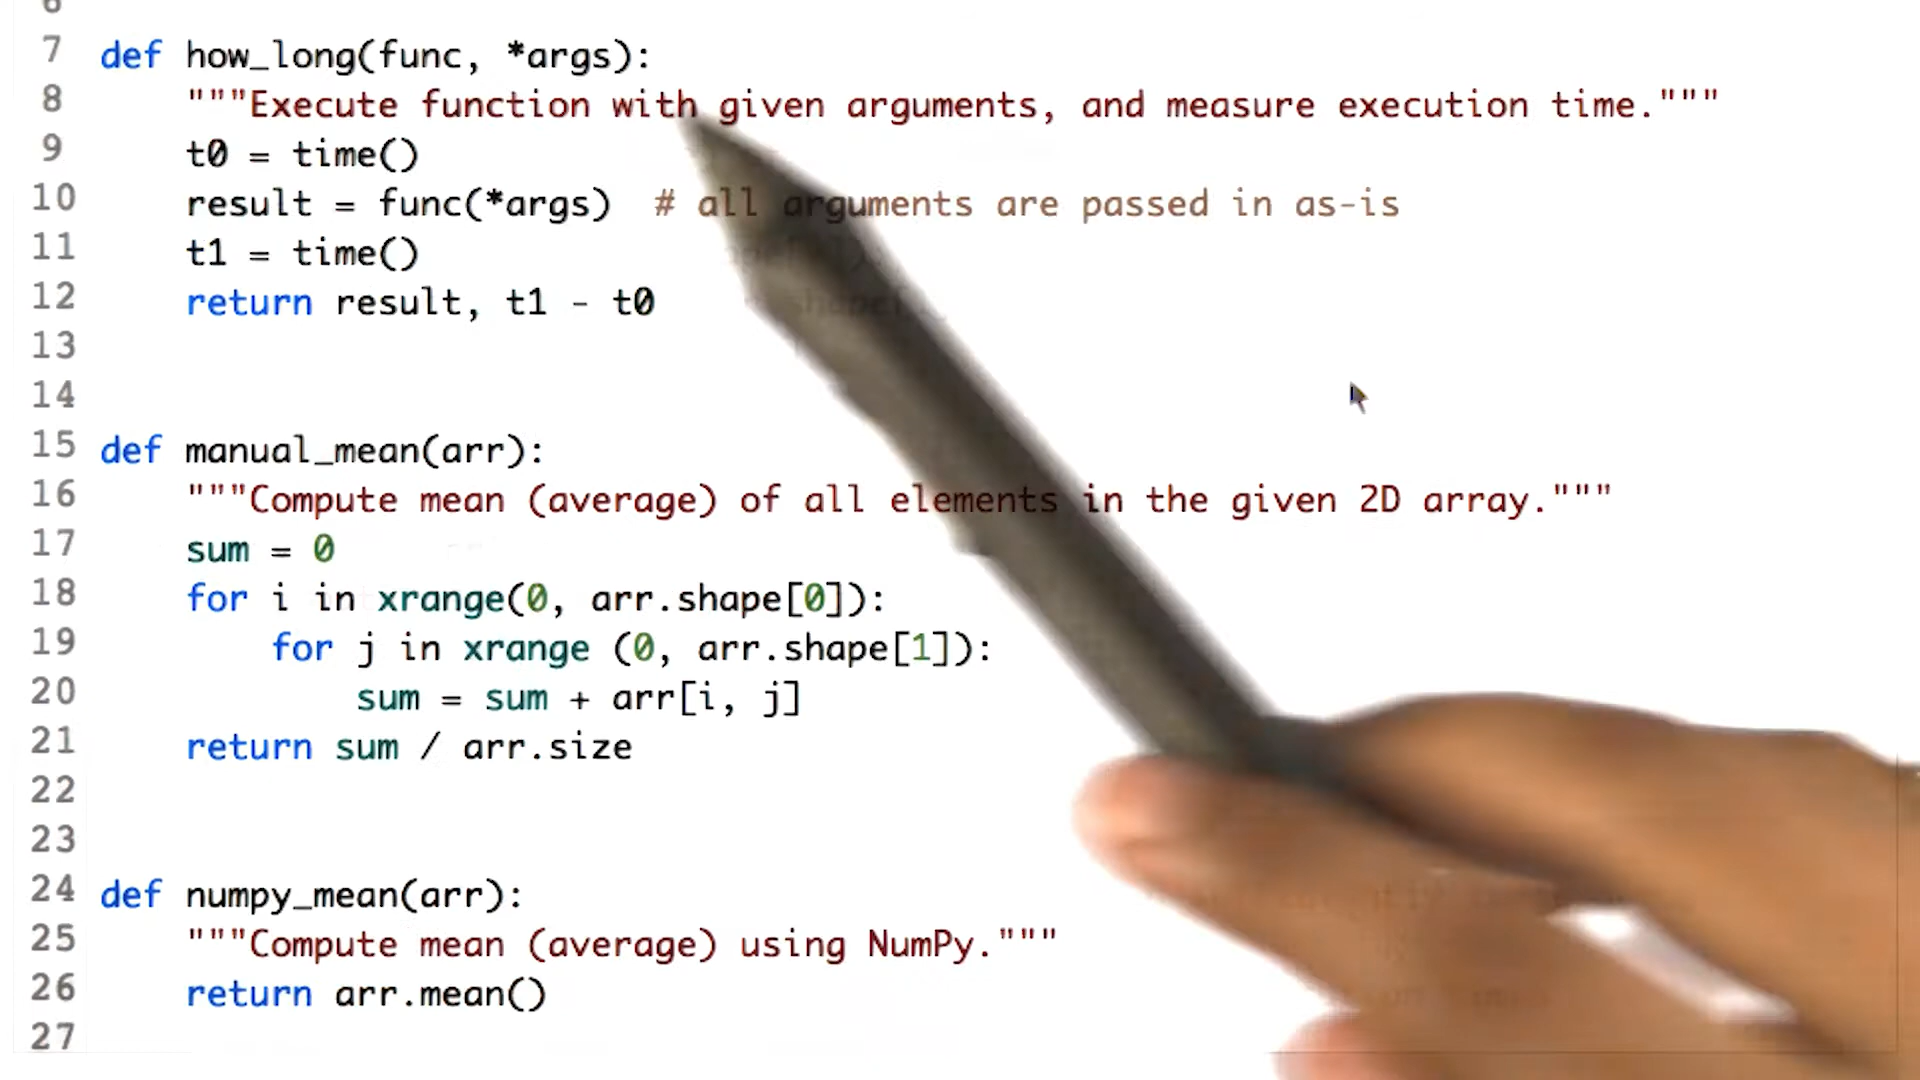 6
7 def how_long(func, *args):
8 """Execute function with given arguments, and measure execution time."""
9 t0 = time()
10 result = func(*args)  # all arguments are passed in as-is
11 t1 = time()
12 return result, t1 - t0
13
14
15 def manual_mean(arr):
16 """Compute mean (average) of all elements in the given 2D array."""
17 sum = 0
18 for i in xrange(0, arr.shape[0]):
19 for j in xrange (0, arr.shape[1]):
20 sum = sum + arr[i, j]
21 return sum / arr.size
22
23
24 def numpy_mean(arr):
25 """Compute mean (average) using NumPy."""
26 return arr.mean()
27